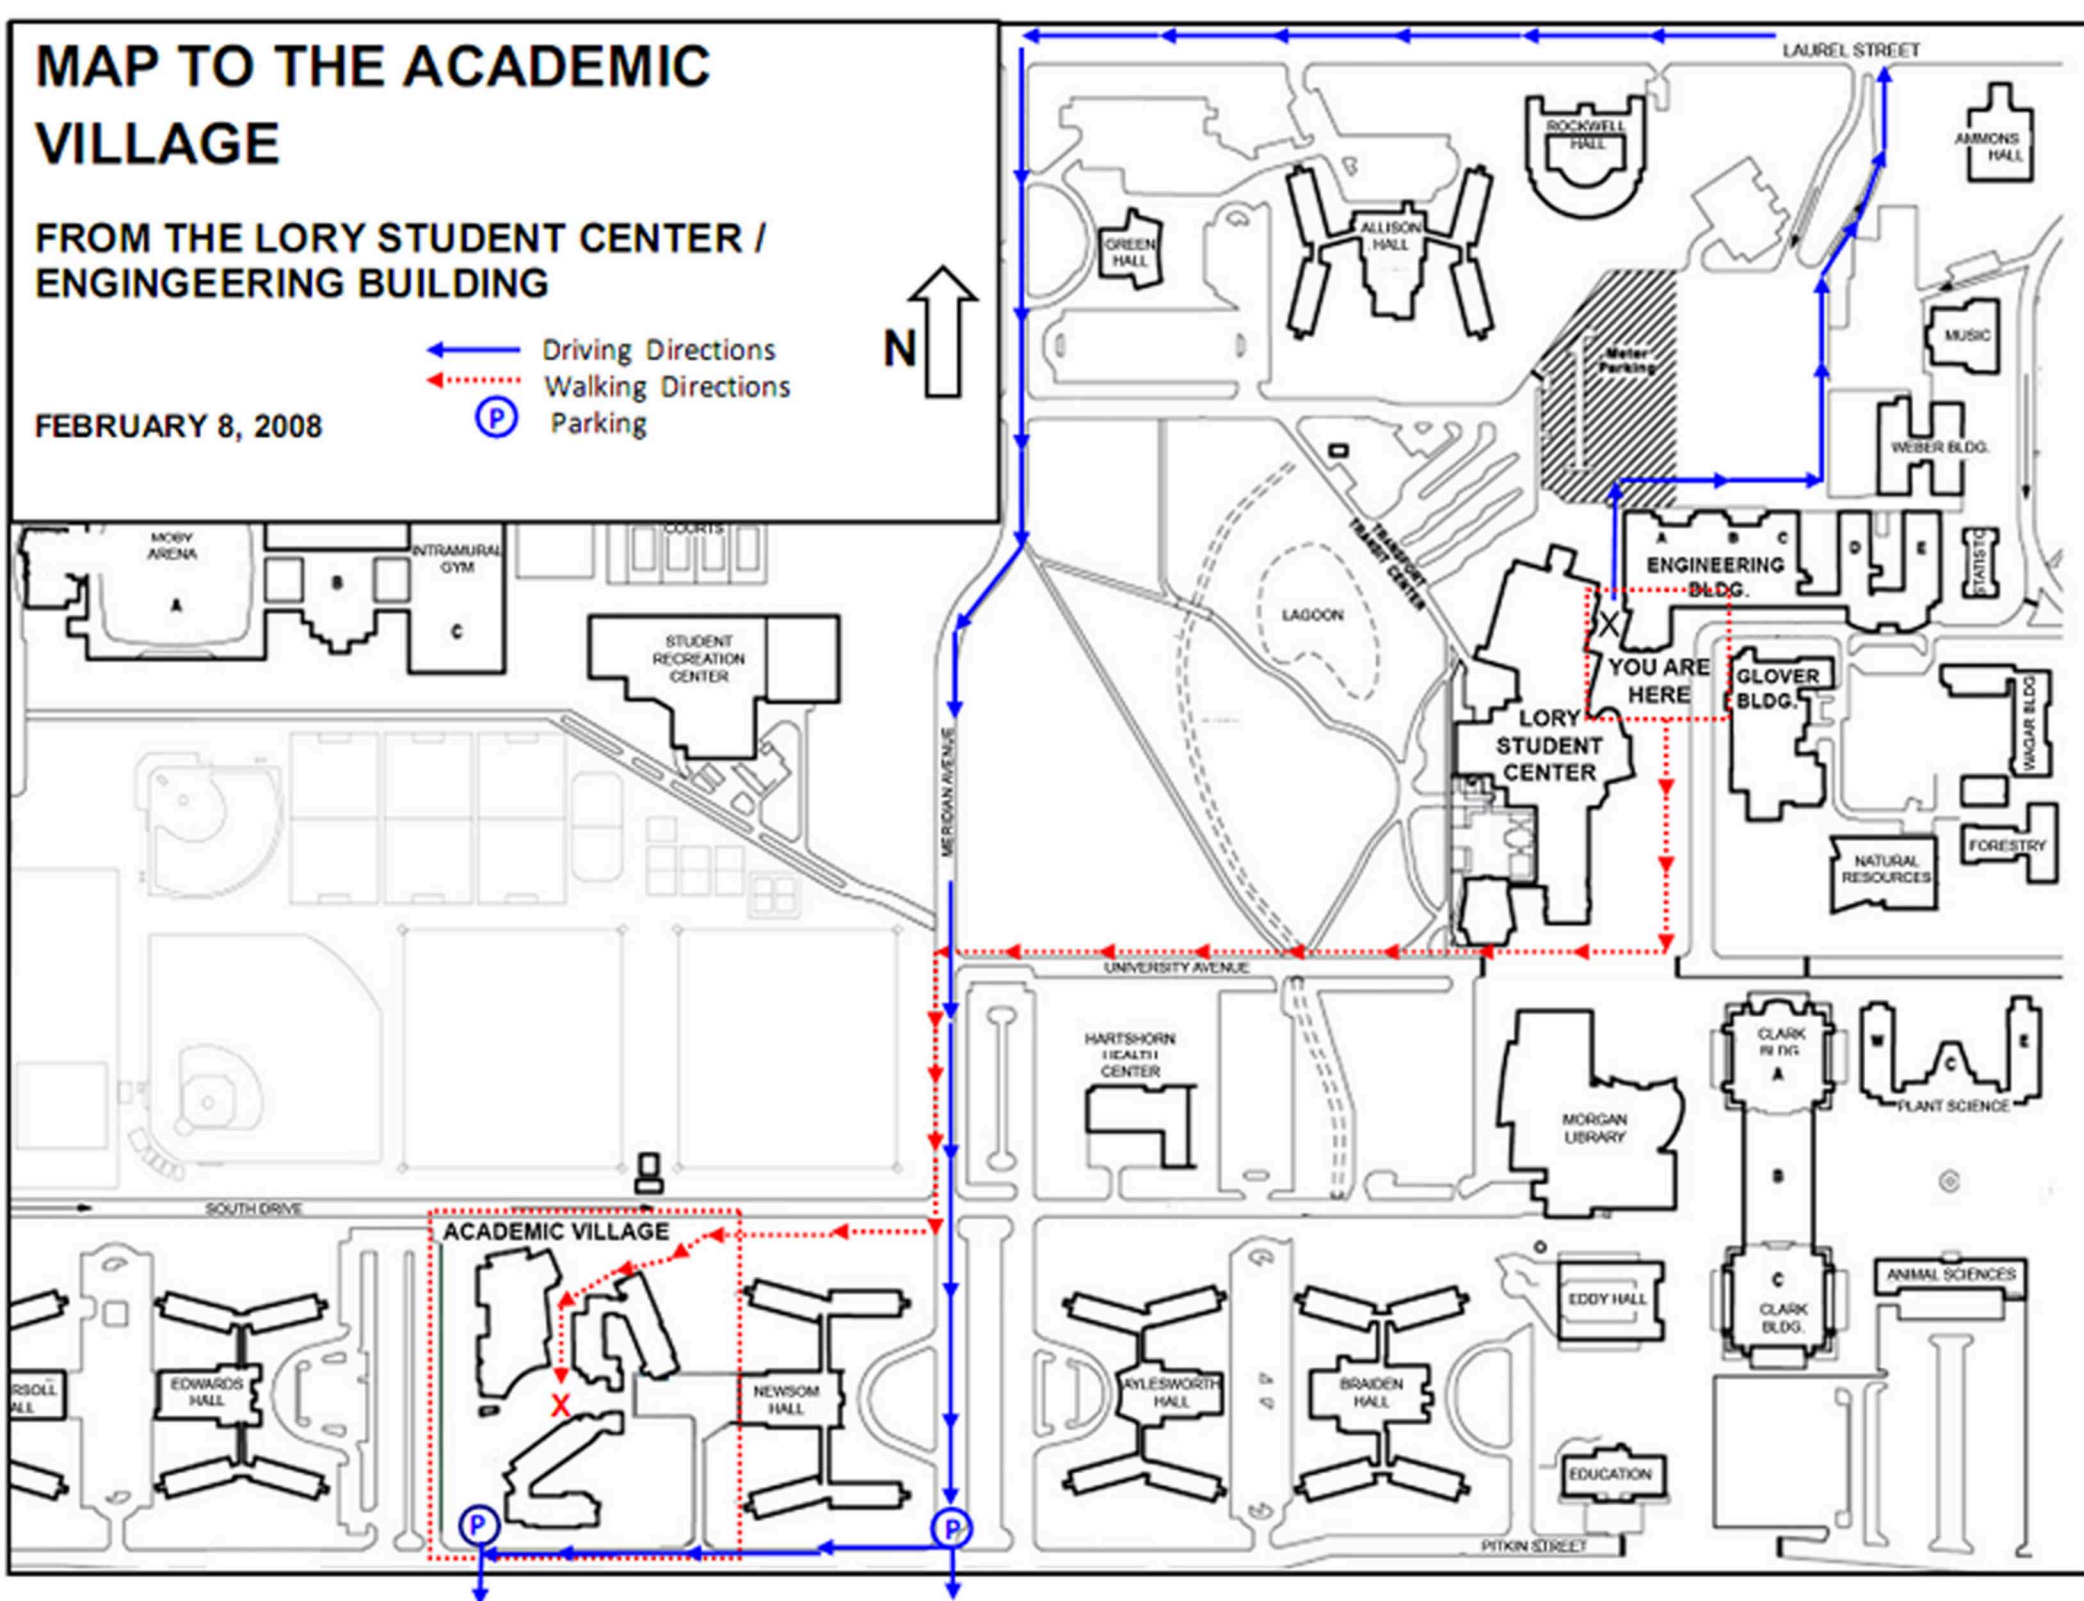 MAP TO THE ACADEMIC
VILLAGE
FROM THE LORY STUDENT CENTER /
ENGINGEERING BUILDING
Driving Directions
Walking Directions
P
Parking
N
FEBRUARY 8, 2008
LAUREL STREET
ROCKWELL
HALL
AMMONS
HALL
GREEN
HALL
ALLISON
HALL
Meter
Parking
MUSIC
WEBER BLDG.
MOBY
ARENA
A
B
INTRAMURAL
GYM
C
COURTS
STUDENT
RECREATION
CENTER
TRANSPORT
TRANSIT CENTER
LAGOON
A B C D E
ENGINEERING
BLDG.
X
YOU ARE
HERE
GLOVER
BLDG.
LORY
STUDENT
CENTER
WAGAR BLDG
FORESTRY
NATURAL
RESOURCES
MERIDIAN AVENUE
UNIVERSITY AVENUE
HARTSHORN
HEALTH
CENTER
MORGAN
LIBRARY
CLARK
BLDG
A
B
C
CLARK
BLDG.
W C E
PLANT SCIENCE
SOUTH DRIVE
ACADEMIC VILLAGE
X
EDWARDS
HALL
NEWSOM
HALL
AYLESWORTH
HALL
BRAIDEN
HALL
EDDY HALL
ANIMAL SCIENCES
EDUCATION
P
P
PITKIN STREET